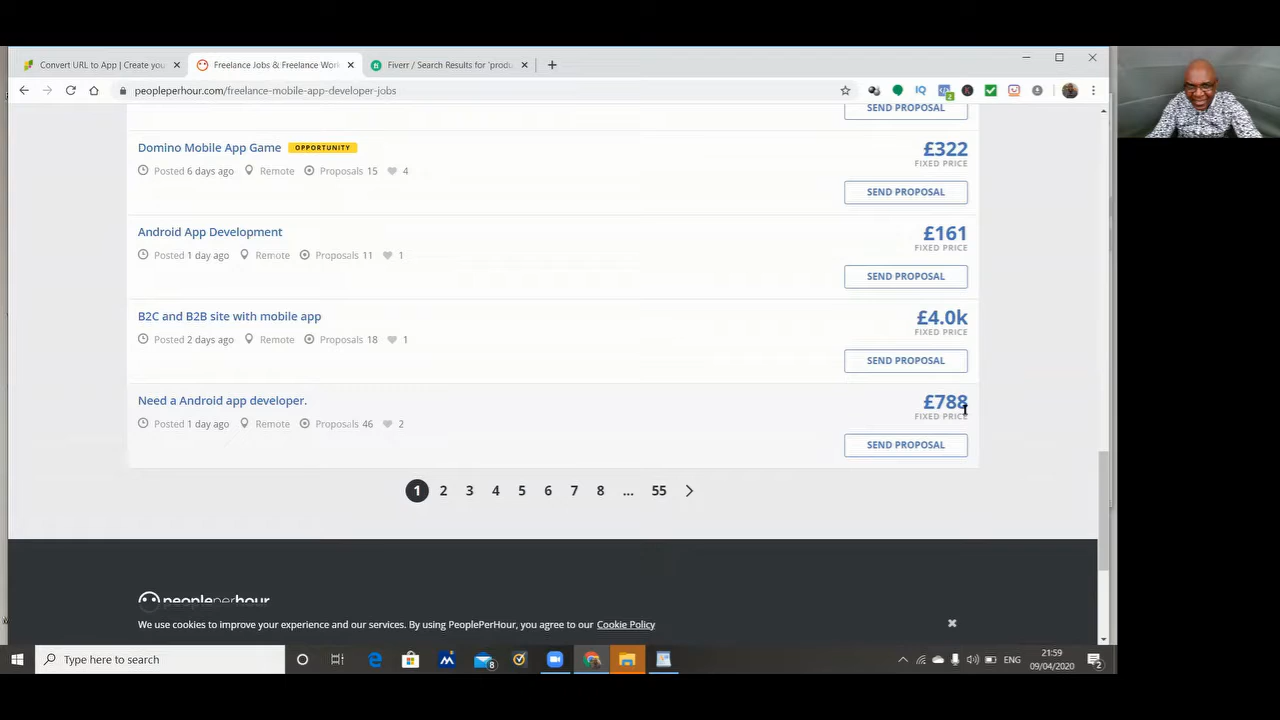 Convert URL to App | Create you
Freelance Jobs & Freelance Wor
Fiverr / Search Results for 'produ
peopleperhour.com/freelance-mobile-app-developer-jobs
SEND PROPOSAL
Domino Mobile App Game
OPPORTUNITY
£322
FIXED PRICE
Posted 6 days ago
Remote
Proposals 15
4
SEND PROPOSAL
Android App Development
£161
FIXED PRICE
Posted 1 day ago
Remote
Proposals 11
1
SEND PROPOSAL
B2C and B2B site with mobile app
£4.0k
FIXED PRICE
Posted 2 days ago
Remote
Proposals 18
1
SEND PROPOSAL
Need a Android app developer.
£788
FIXED PRICE
Posted 1 day ago
Remote
Proposals 46
2
SEND PROPOSAL
1 2 3 4 5 6 7 8 ... 55
peopleperhour
We use cookies to improve your experience and our services. By using PeoplePerHour, you agree to our Cookie Policy
Type here to search
8
ENG
21:59
09/04/2020
2